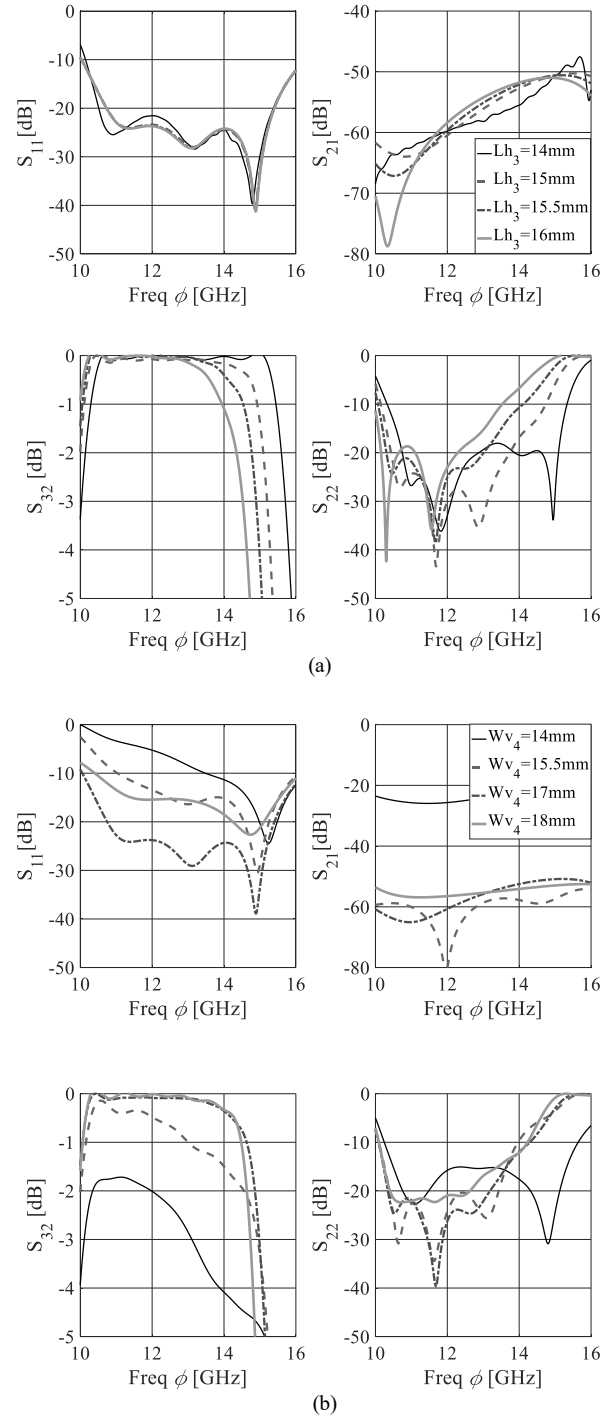 0
-10
-20
-30
-40
-50
S11[dB]
10 12 14 16
Freq ϕ [GHz]
-40
-50
-60
-70
-80
S21[dB]
Lh3=14mm
Lh3=15mm
Lh3=15.5mm
Lh3=16mm
10 12 14 16
Freq ϕ [GHz]
0
-1
-2
-3
-4
-5
S32 [dB]
10 12 14 16
Freq ϕ [GHz]
0
-10
-20
-30
-40
-50
S22 [dB]
10 12 14 16
Freq ϕ [GHz]
(a)
0
-10
-20
-30
-40
-50
S11[dB]
10 12 14 16
Freq ϕ [GHz]
0
-20
-40
-60
-80
S21[dB]
Wv4=14mm
Wv4=15.5mm
Wv4=17mm
Wv4=18mm
10 12 14 16
Freq ϕ [GHz]
0
-1
-2
-3
-4
-5
S32 [dB]
10 12 14 16
Freq ϕ [GHz]
0
-10
-20
-30
-40
-50
S22 [dB]
10 12 14 16
Freq ϕ [GHz]
(b)